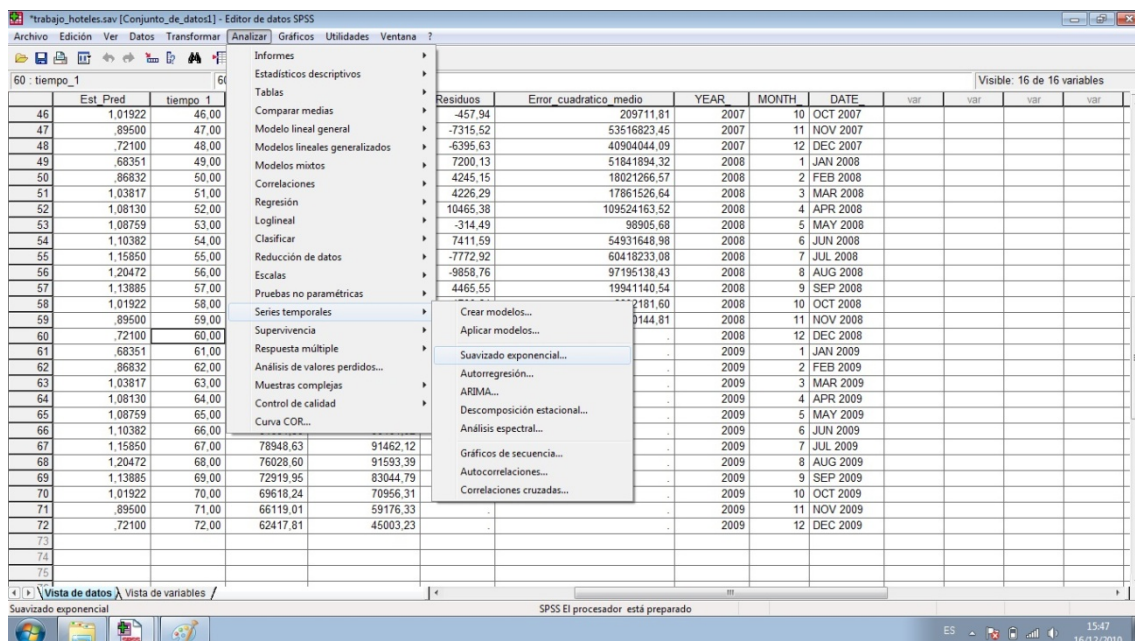 *trabajo_hoteles.sav [Conjunto_de_datos1] - Editor de datos SPSS
Archivo Edición Ver Datos Transformar Analizar Gráficos Utilidades Ventana ?
60 : tiempo_1 60 Visible: 16 de 16 variables
Est_Pred tiempo_1 Residuos Error_cuadratico_medio YEAR_ MONTH_ DATE_ var var var var
46 1,01922 46,00 -457,94 209711,81 2007 10 OCT 2007
47 ,89500 47,00 -7315,52 53516823,45 2007 11 NOV 2007
48 ,72100 48,00 -6395,63 40904044,09 2007 12 DEC 2007
49 ,68351 49,00 7200,13 51841894,32 2008 1 JAN 2008
50 ,86832 50,00 4245,15 18021266,57 2008 2 FEB 2008
51 1,03817 51,00 4226,29 17861526,64 2008 3 MAR 2008
52 1,08130 52,00 10465,38 109524163,52 2008 4 APR 2008
53 1,08759 53,00 -314,49 98905,68 2008 5 MAY 2008
54 1,10382 54,00 7411,59 54931648,98 2008 6 JUN 2008
55 1,15850 55,00 -7772,92 60418233,08 2008 7 JUL 2008
56 1,20472 56,00 -9858,76 97195138,43 2008 8 AUG 2008
57 1,13885 57,00 4465,55 19941140,54 2008 9 SEP 2008
58 1,01922 58,00 2181,60 2008 10 OCT 2008
59 ,89500 59,00 0144,81 2008 11 NOV 2008
60 ,72100 60,00 . 2008 12 DEC 2008
61 ,68351 61,00 . 2009 1 JAN 2009
62 ,86832 62,00 . 2009 2 FEB 2009
63 1,03817 63,00 . 2009 3 MAR 2009
64 1,08130 64,00 . 2009 4 APR 2009
65 1,08759 65,00 . 2009 5 MAY 2009
66 1,10382 66,00 . 2009 6 JUN 2009
67 1,15850 67,00 78948,63 91462,12 . 2009 7 JUL 2009
68 1,20472 68,00 76028,60 91593,39 . 2009 8 AUG 2009
69 1,13885 69,00 72919,95 83044,79 . 2009 9 SEP 2009
70 1,01922 70,00 69618,24 70956,31 . 2009 10 OCT 2009
71 ,89500 71,00 66119,01 59176,33 . . 2009 11 NOV 2009
72 ,72100 72,00 62417,81 45003,23 . . 2009 12 DEC 2009
73
74
75
Informes
Estadísticos descriptivos
Tablas
Comparar medias
Modelo lineal general
Modelos lineales generalizados
Modelos mixtos
Correlaciones
Regresión
Loglineal
Clasificar
Reducción de datos
Escalas
Pruebas no paramétricas
Series temporales
Supervivencia
Respuesta múltiple
Análisis de valores perdidos...
Muestras complejas
Control de calidad
Curva COR...
Crear modelos...
Aplicar modelos...
Suavizado exponencial...
Autorregresión...
ARIMA...
Descomposición estacional...
Análisis espectral...
Gráficos de secuencia...
Autocorrelaciones...
Correlaciones cruzadas...
Vista de datos Vista de variables
Suavizado exponencial SPSS El procesador está preparado
ES 15:47
16/12/2010